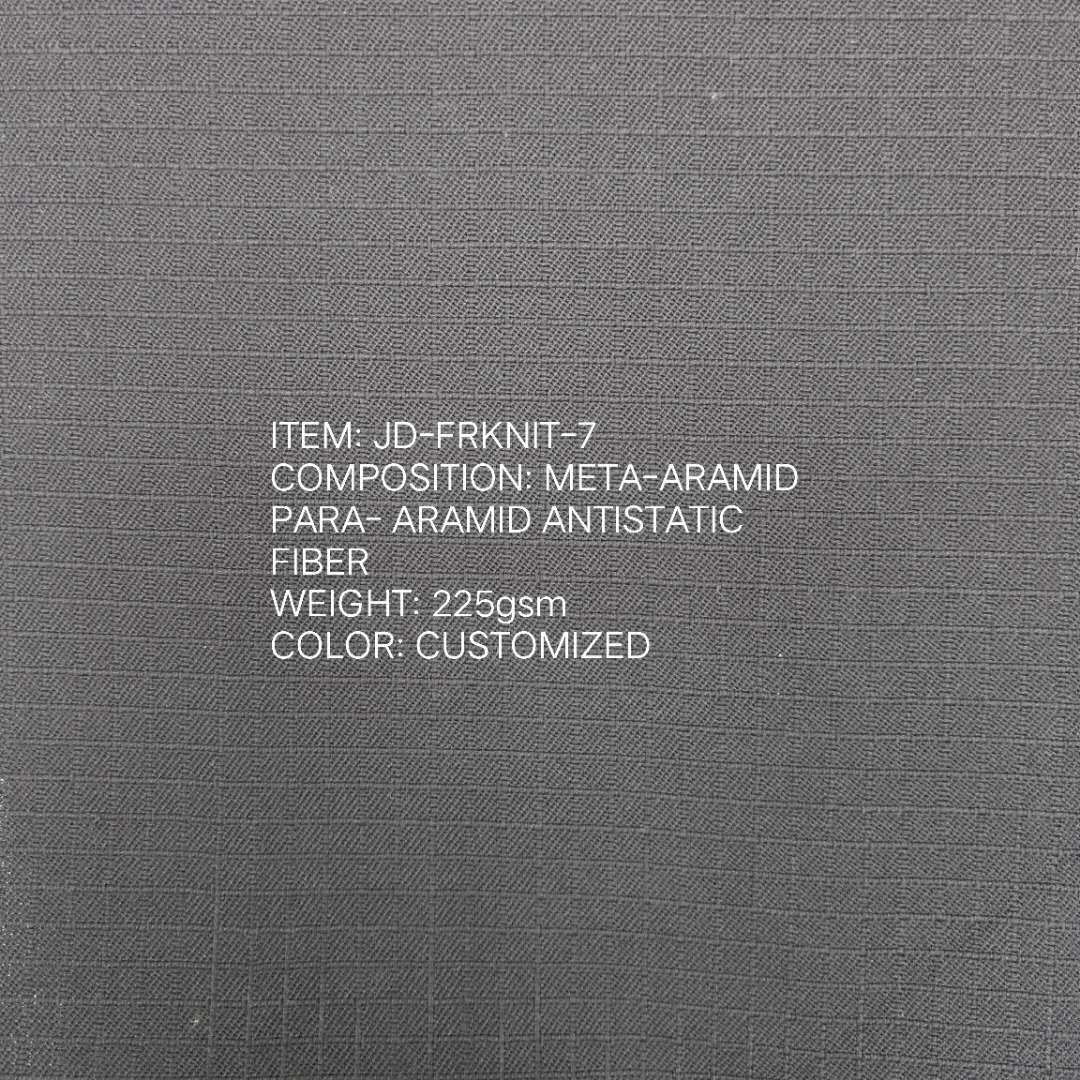 ITEM: JD-FRKNIT-7
COMPOSITION: META-ARAMID
PARA- ARAMID ANTISTATIC
FIBER
WEIGHT: 225gsm
COLOR: CUSTOMIZED